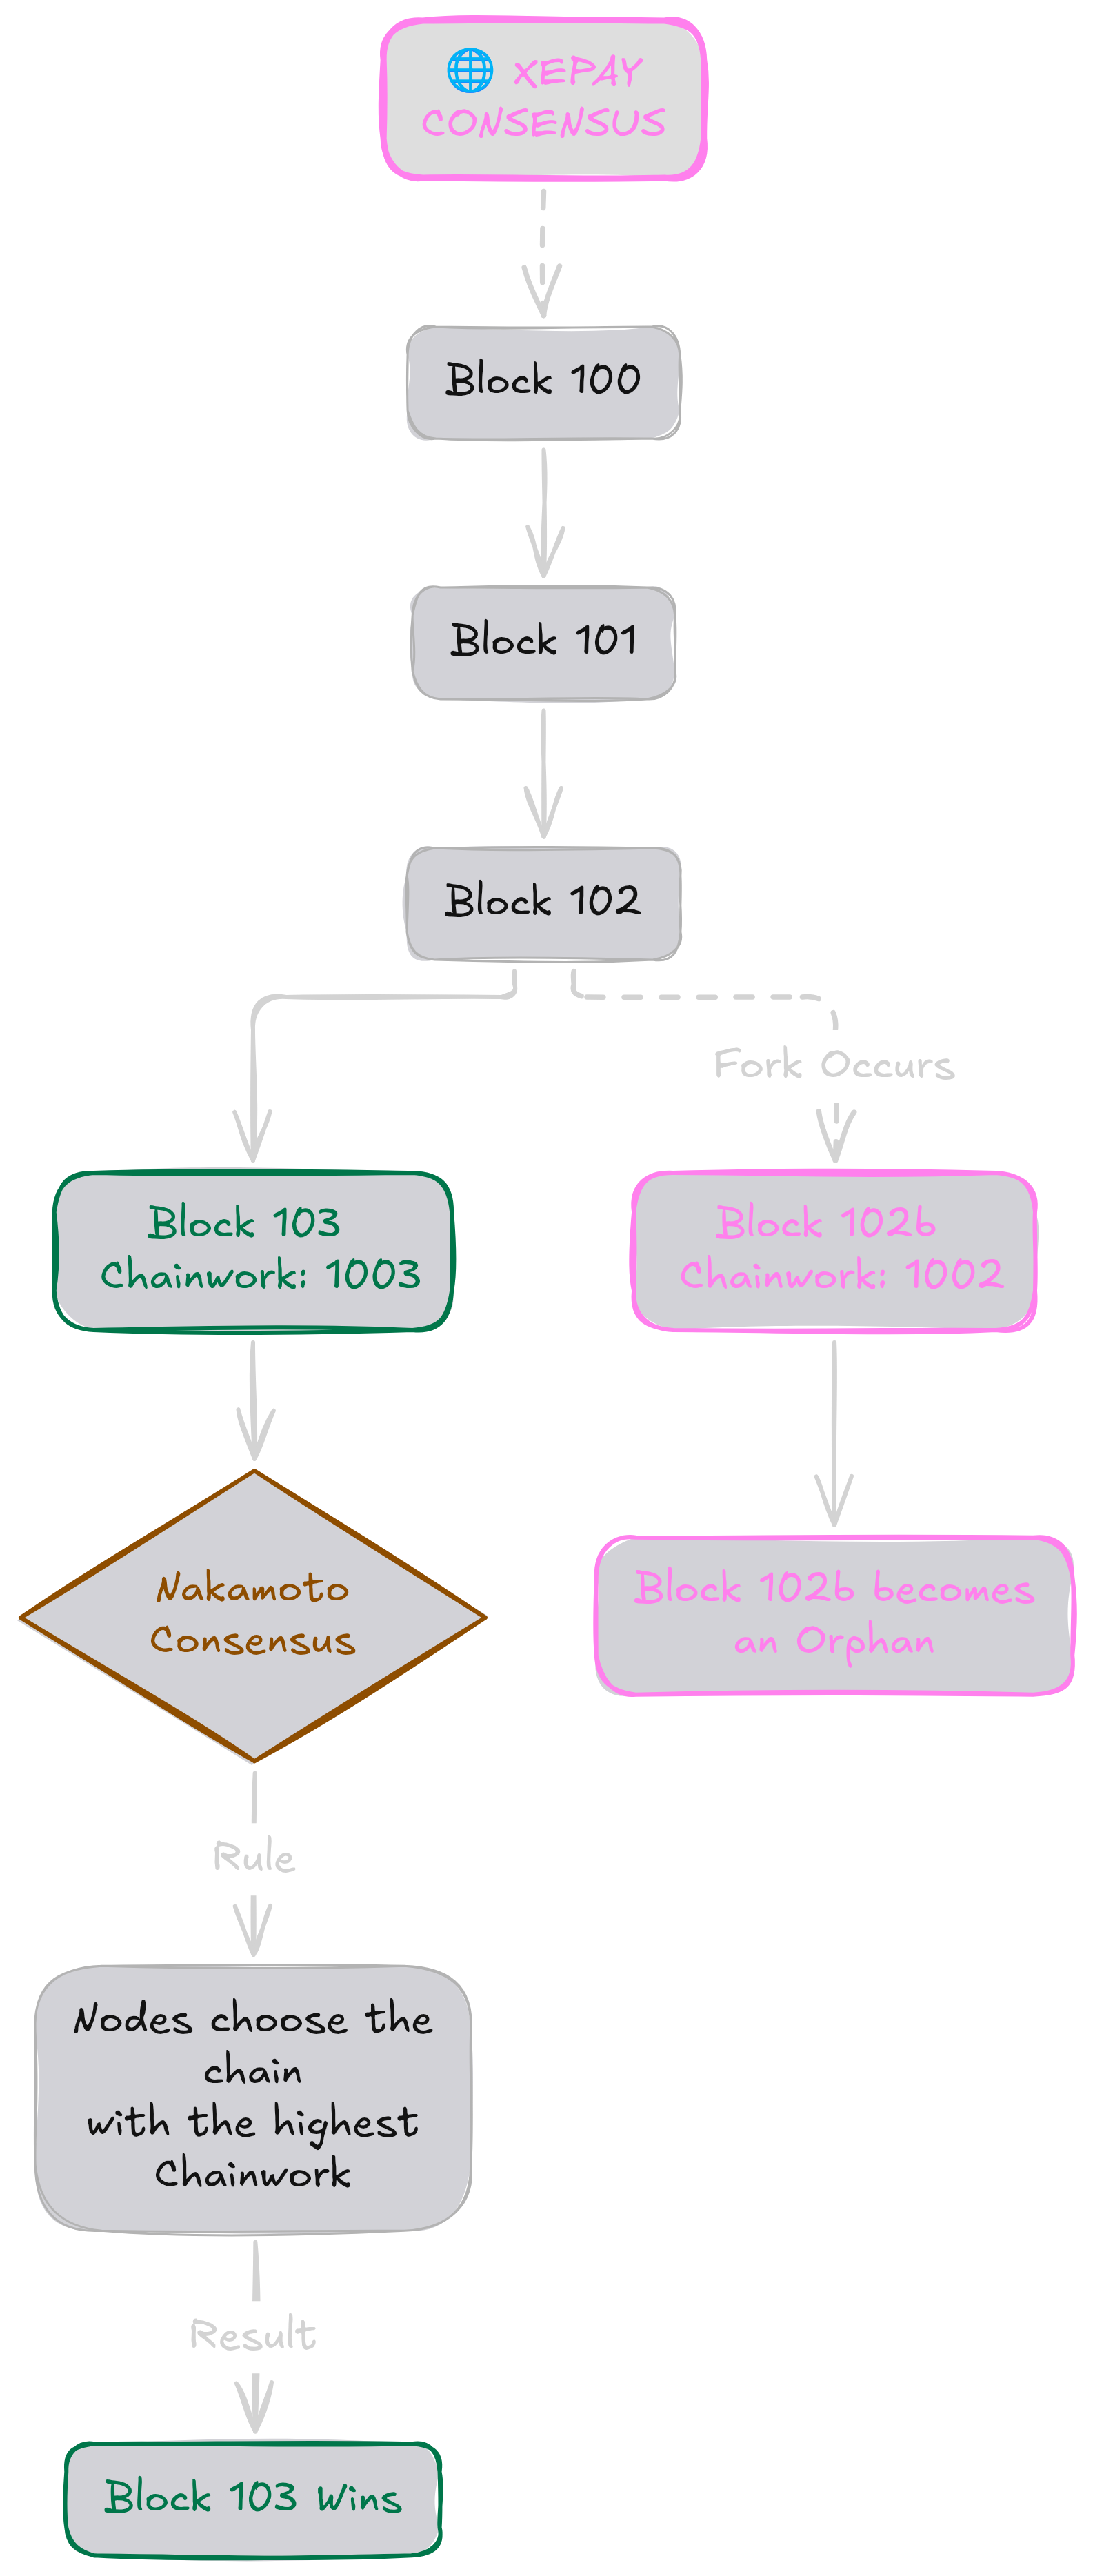 🌐 XEPAY
CONSENSUS
Block 100
Block 101
Block 102
Fork Occurs
Block 103
Chainwork: 1003
Block 102b
Chainwork: 1002
Nakamoto
Consensus
Block 102b becomes
an Orphan
Rule
Nodes choose the
chain
with the highest
Chainwork
Result
Block 103 Wins